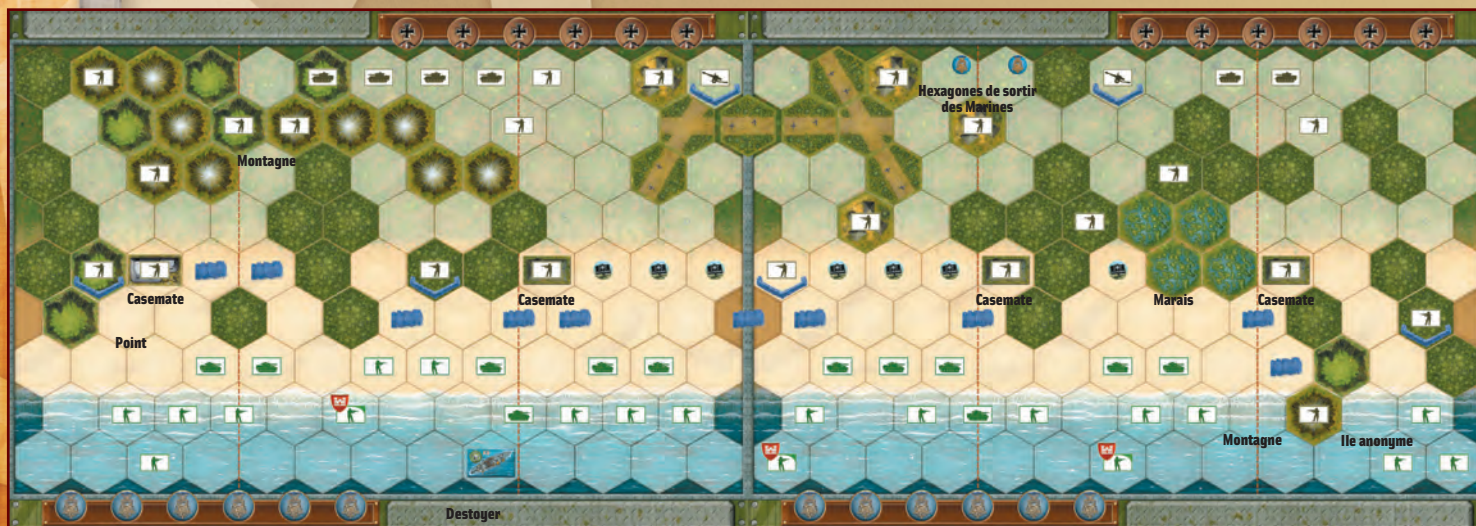 Hexagones de sortir
des Marines
Montagne
Casemate
Casemate
Casemate
Marais
Casemate
Point
Montagne
Ile anonyme
Destoyer